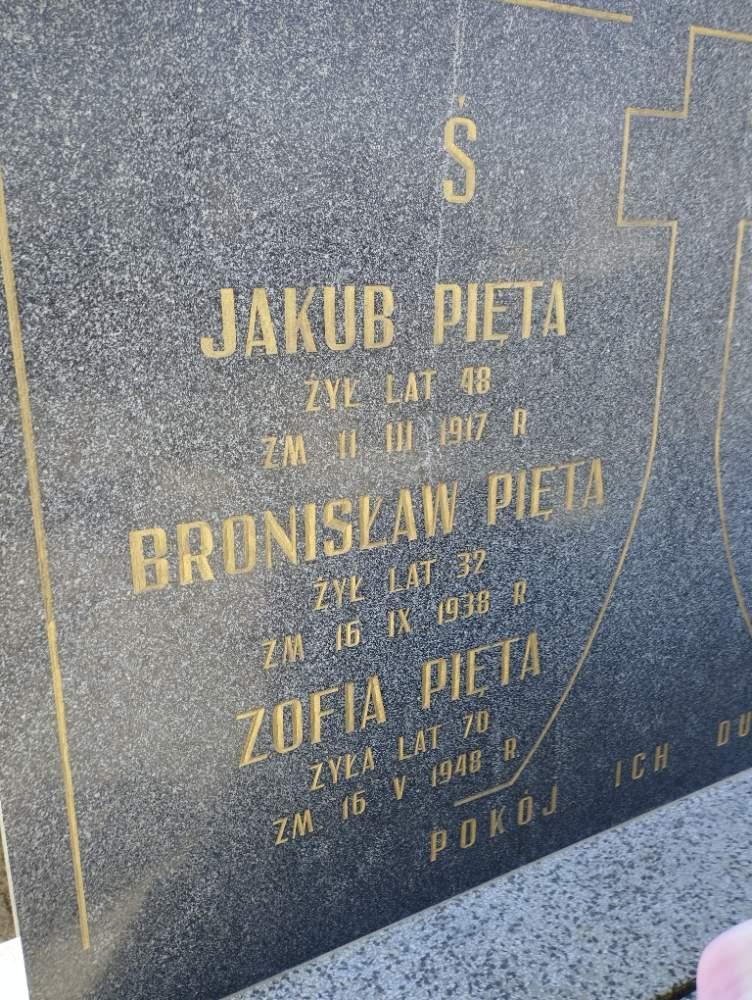 Ś
JAKUB PIĘTA
ŻYŁ LAT 48
ZM 11 III 1917 R
BRONISŁAW PIĘTA
ŻYŁ LAT 32
ZM 16 IX 1938 R
ZOFIA PIĘTA
ŻYŁA LAT 70
ZM. 16 V 1948 R.
POKÓJ ICH DU